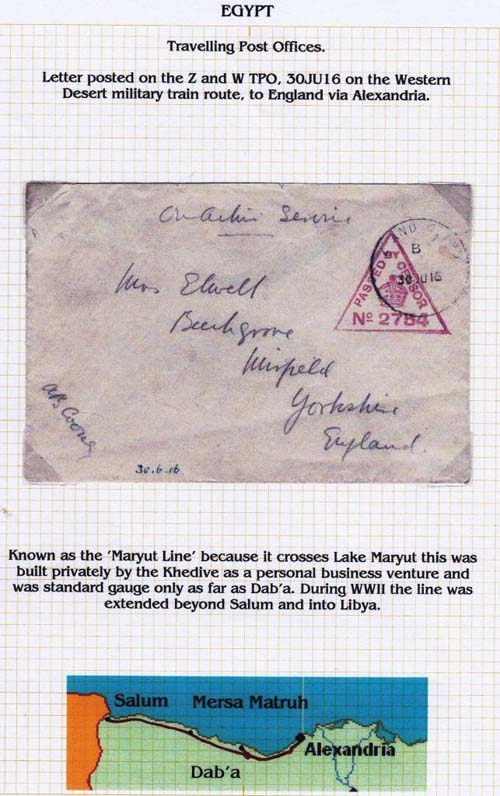 EGYPT
Travelling Post Offices.
Letter posted on the Z and W TPO, 30JU16 on the Western
Desert military train route, to England via Alexandria.
On Active Service
B
30 JU 16
PASSED BY CENSOR
No 2784
Mrs Elwell
Beechgrove
Mirfield
Yorkshire
England.
30.6.16
Known as the 'Maryut Line' because it crosses Lake Maryut this was
built privately by the Khedive as a personal business venture and
was standard gauge only as far as Dab'a. During WWII the line was
extended beyond Salum and into Libya.
Salum Mersa Matruh
Alexandria
Dab'a